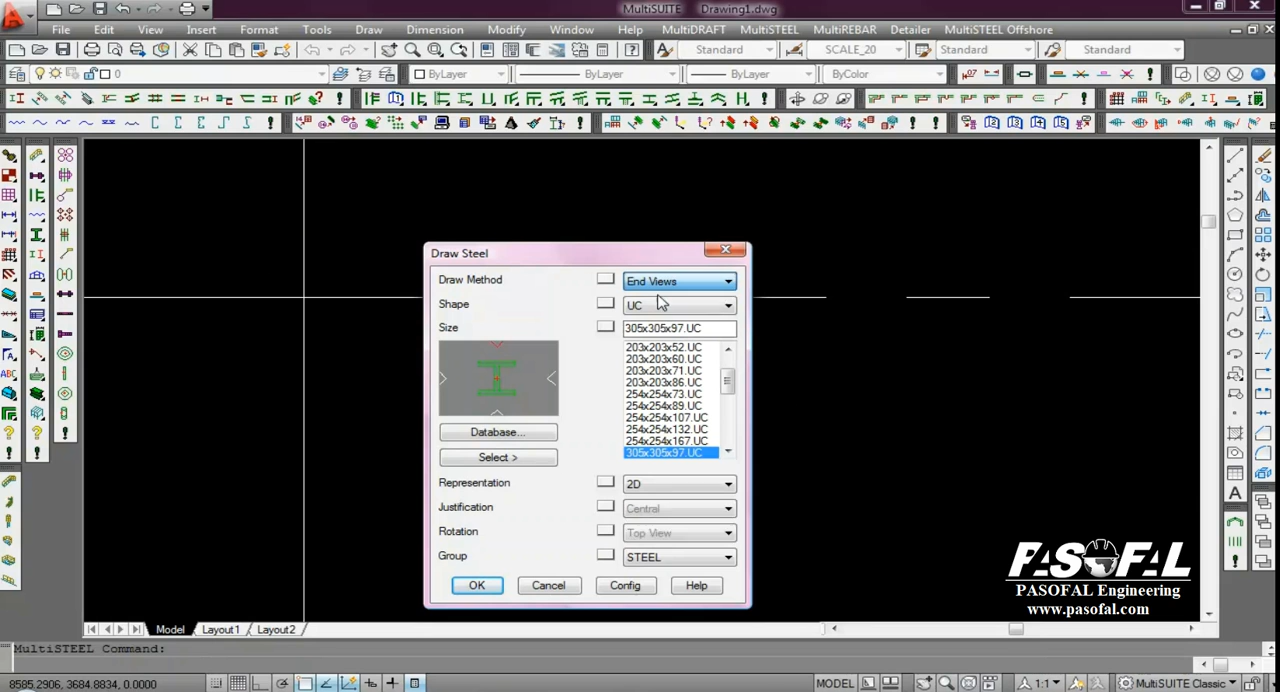 MultiSUITE Drawing1.dwg
File Edit View Insert Format Tools Draw Dimension Modify Window Help MultiDRAFT MultiSTEEL MultiREBAR Detailer MultiSTEEL Offshore
Standard SCALE_20 Standard Standard
0 ByLayer ByLayer ByLayer ByColor
Draw Steel
Draw Method End Views
Shape UC
Size 305x305x97.UC
203x203x52.UC
203x203x60.UC
203x203x71.UC
203x203x86.UC
254x254x73.UC
254x254x89.UC
254x254x107.UC
254x254x132.UC
254x254x167.UC
305x305x97.UC
Database...
Select >
Representation 2D
Justification Central
Rotation Top View
Group STEEL
OK Cancel Config Help
PASOFAL
PASOFAL Engineering
www.pasofal.com
Model Layout1 Layout2
MultiSTEEL Command:
8585.2906, 3684.8834, 0.0000 MODEL 1:1 MultiSUITE Classic